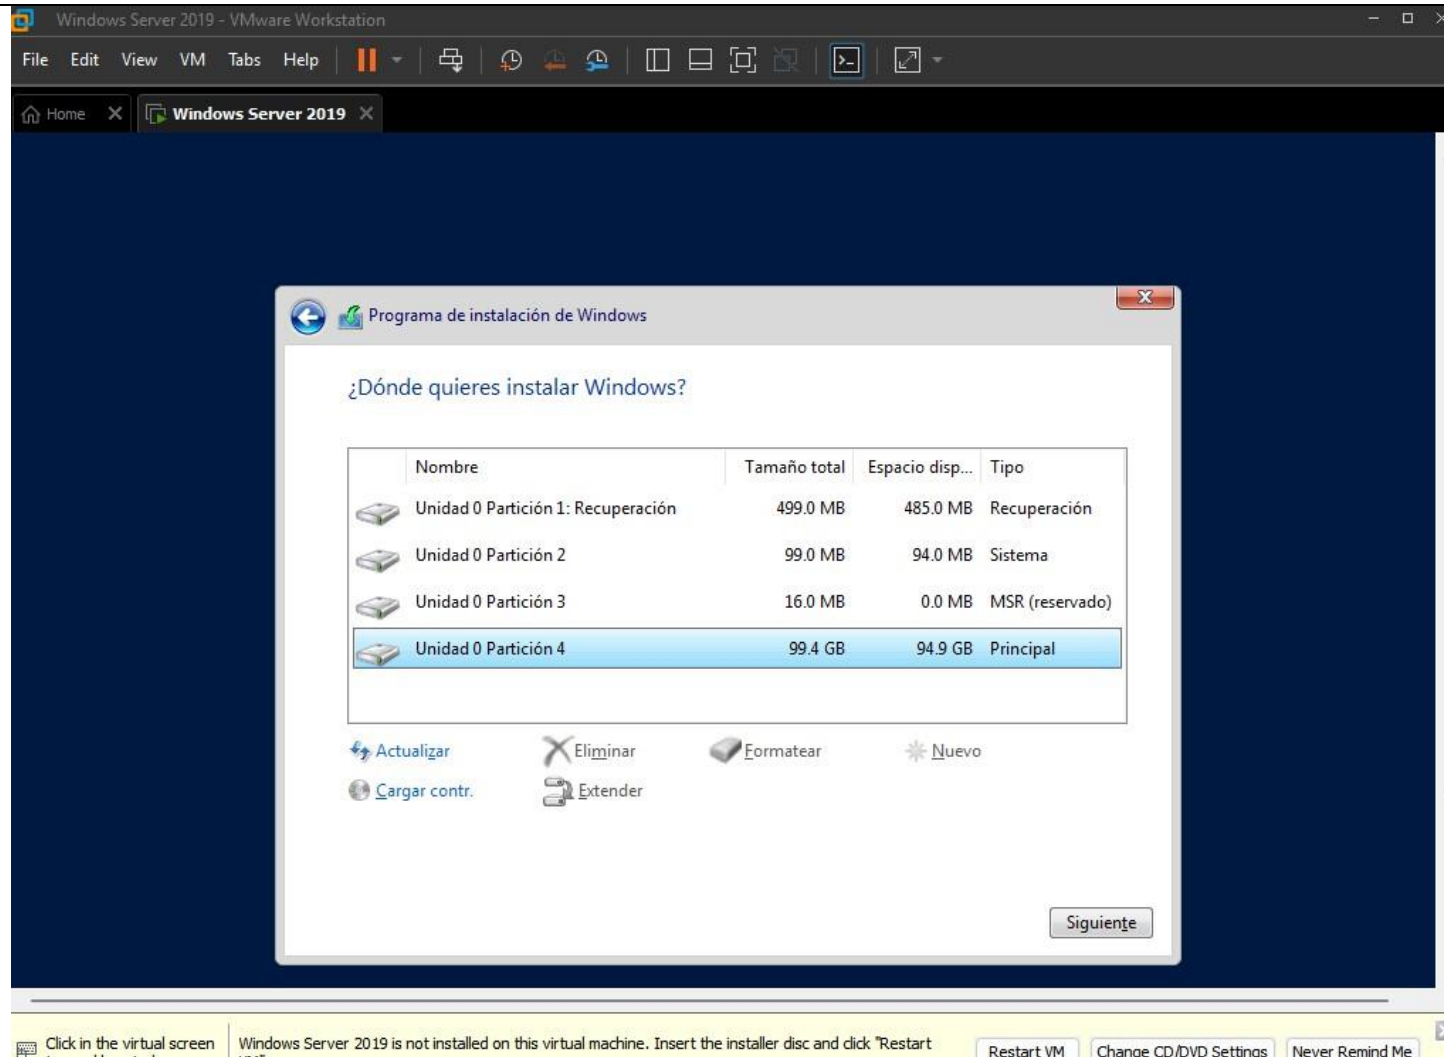 Windows Server 2019 - VMware Workstation
File Edit View VM Tabs Help
Home Windows Server 2019
Programa de instalación de Windows
¿Dónde quieres instalar Windows?
Nombre Tamaño total Espacio disp... Tipo
Unidad 0 Partición 1: Recuperación 499.0 MB 485.0 MB Recuperación
Unidad 0 Partición 2 99.0 MB 94.0 MB Sistema
Unidad 0 Partición 3 16.0 MB 0.0 MB MSR (reservado)
Unidad 0 Partición 4 99.4 GB 94.9 GB Principal
Actualizar Eliminar Formatear Nuevo
Cargar contr. Extender
Siguiente
Click in the virtual screen Windows Server 2019 is not installed on this virtual machine. Insert the installer disc and click "Restart
Restart VM Change CD/DVD Settings Never Remind Me